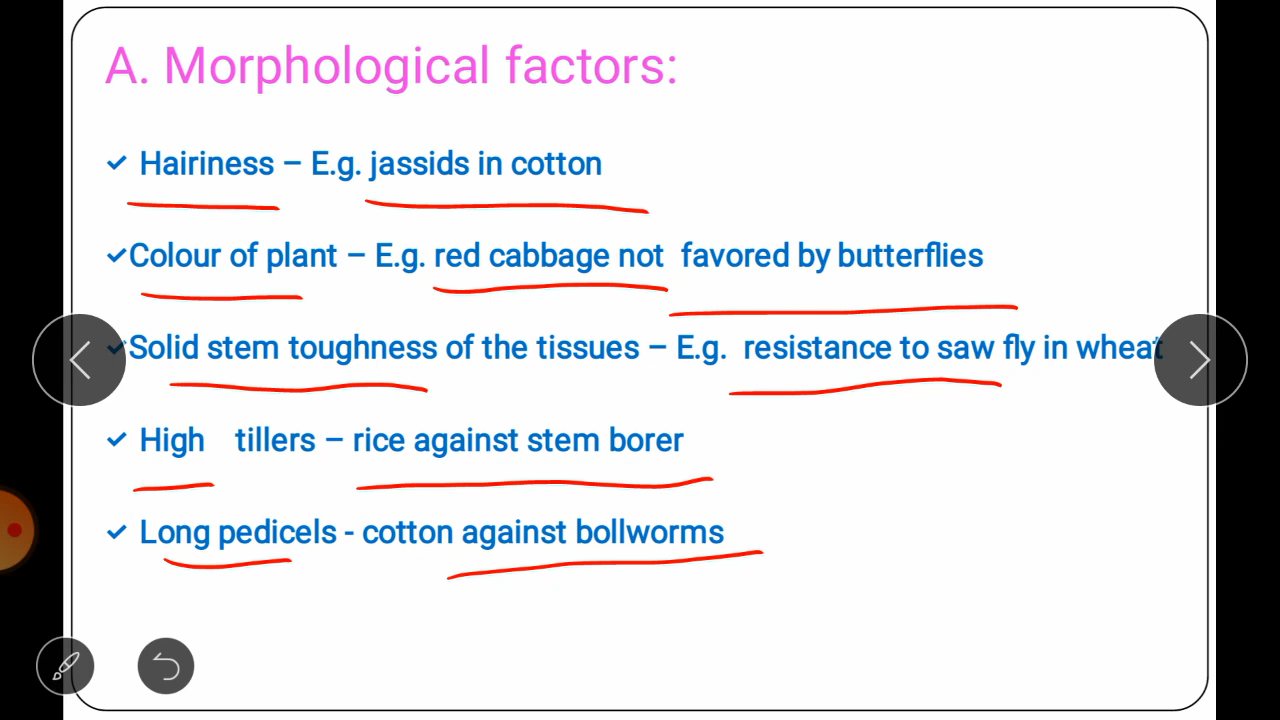 A. Morphological factors:
Hairiness – E.g. jassids in cotton
Colour of plant – E.g. red cabbage not favored by butterflies
Solid stem toughness of the tissues – E.g. resistance to saw fly in wheat
High tillers – rice against stem borer
Long pedicels - cotton against bollworms